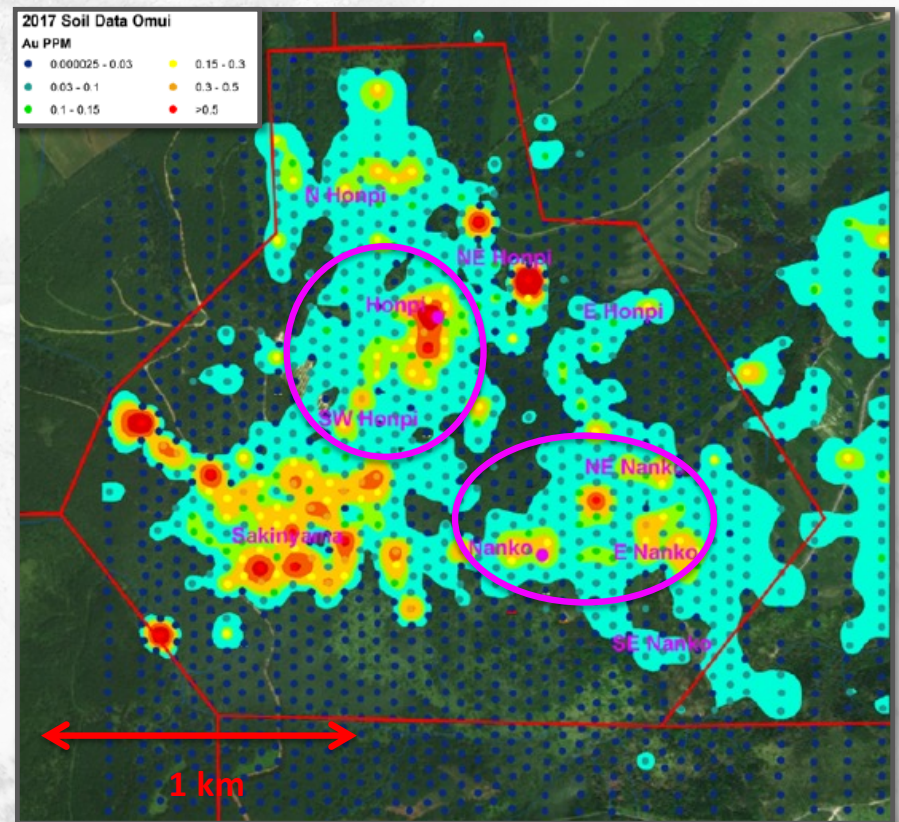 2017 Soil Data Omui
Au PPM
0.000025 - 0.03
0.15 - 0.3
0.03 - 0.1
0.3 - 0.5
0.1 - 0.15
>0.5
N Honpi
NE Honpi
Honpi
E Honpi
SW Honpi
NE Nanko
Sakinyama
Nanko
E Nanko
SE Nanko
1 km